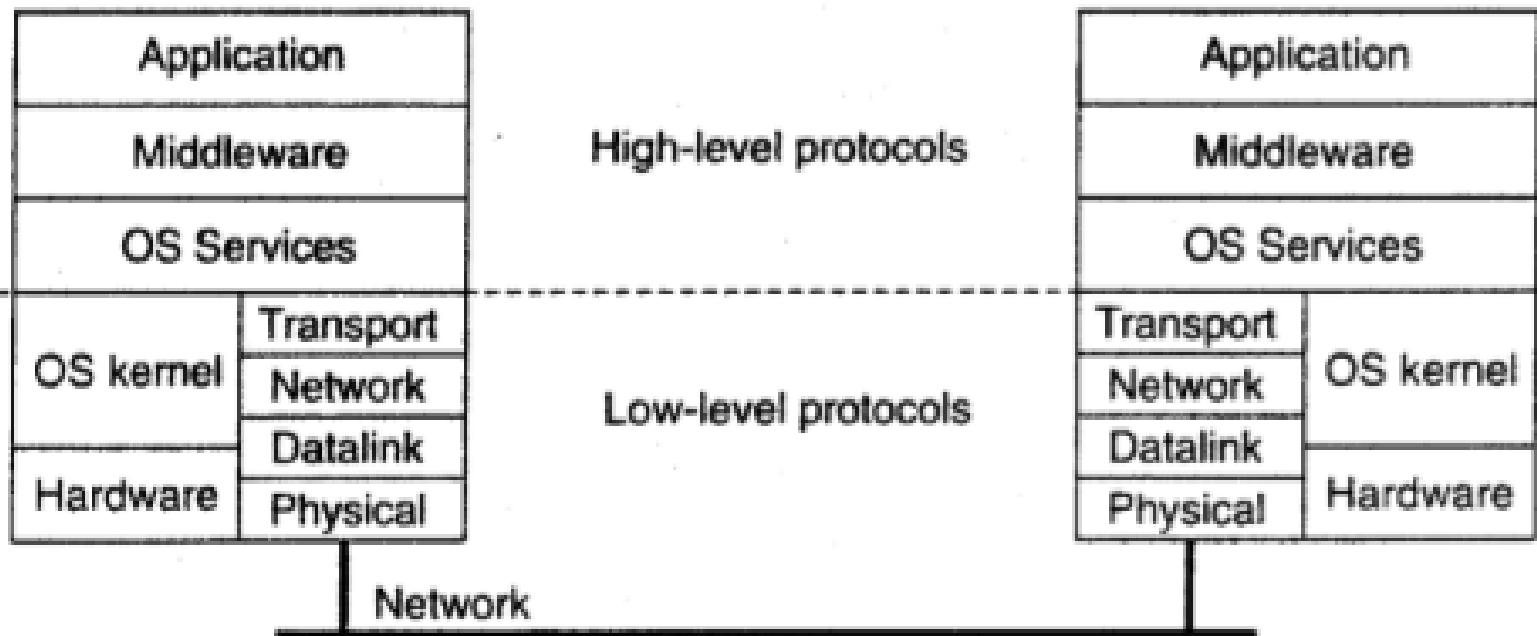 Application
Middleware
OS Services
OS kernel
Hardware
Transport
Network
Datalink
Physical
High-level protocols
Low-level protocols
Application
Middleware
OS Services
Transport
Network
Datalink
Physical
OS kernel
Hardware
Network